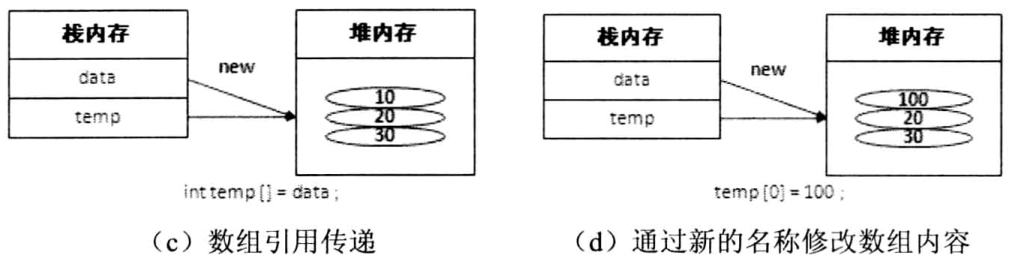 栈内存
堆内存
data
new
temp
10
20
30
int temp [] = data ;
（c）数组引用传递
栈内存
堆内存
data
new
temp
100
20
30
temp [0] = 100 ;
（d）通过新的名称修改数组内容